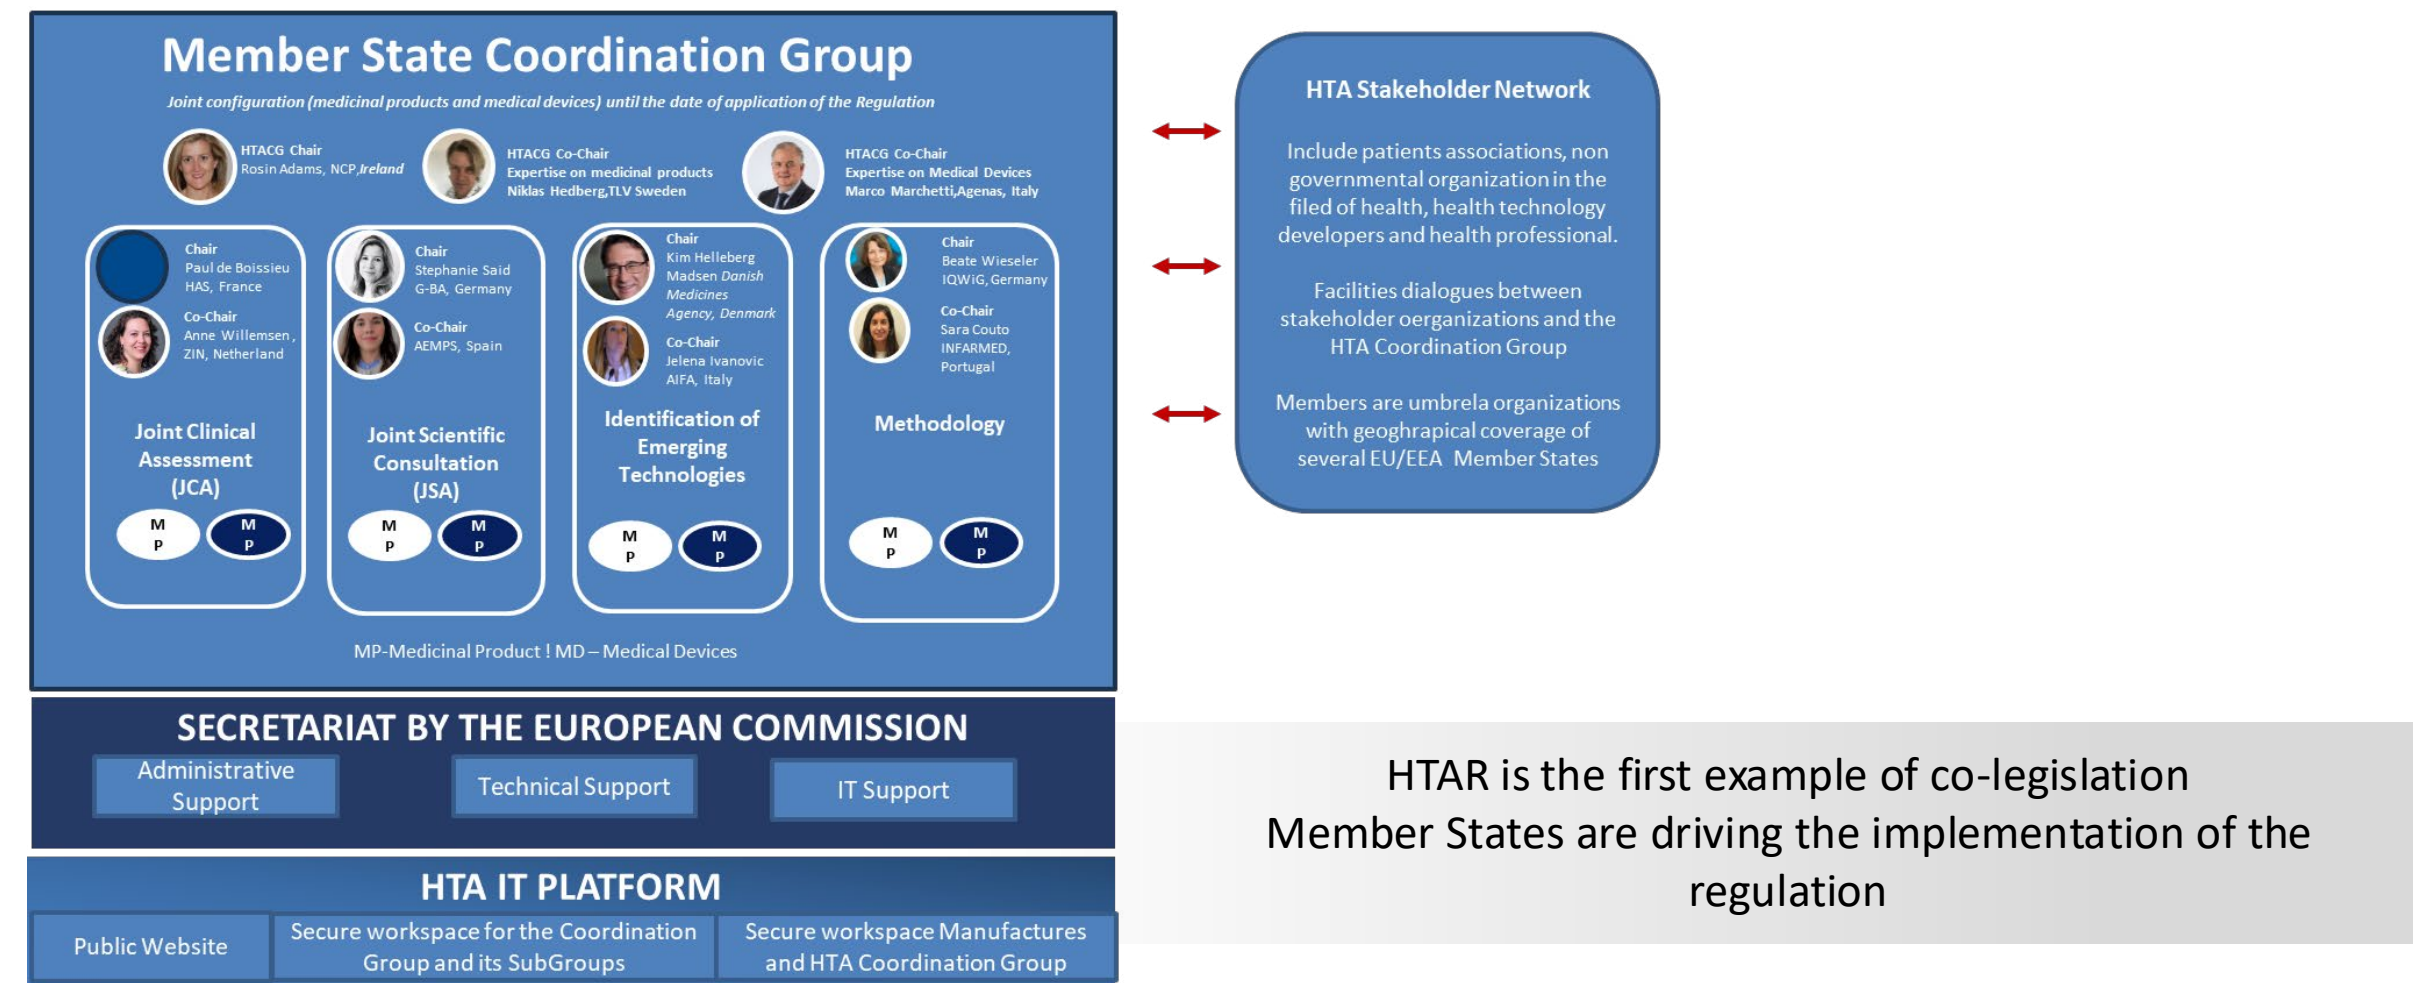 Member State Coordination Group
Joint configuration (medicinal products and medical devices) until the date of application of the Regulation
HTACG Chair
Rosin Adams, NCP,Ireland
HTACG Co-Chair
Expertise on medicinal products
Niklas Hedberg,TLV Sweden
HTACG Co-Chair
Expertise on Medical Devices
Marco Marchetti,Agenas, Italy
Chair
Paul de Boissieu
HAS, France
Co-Chair
Anne Willemsen,
ZIN, Netherland
Joint Clinical
Assessment
(JCA)
M
P
M
P
Chair
Stephanie Said
G-BA, Germany
Co-Chair
AEMPS, Spain
Joint Scientific
Consultation
(JSA)
M
P
M
P
Chair
Kim Helleberg
Madsen Danish
Medicines
Agency, Denmark
Co-Chair
Jelena Ivanovic
AIFA, Italy
Identification of
Emerging
Technologies
M
P
M
P
Chair
Beate Wieseler
IQWiG, Germany
Co-Chair
Sara Couto
INFARMED,
Portugal
Methodology
M
P
M
P
MP-Medicinal Product ! MD – Medical Devices
HTA Stakeholder Network
Include patients associations, non
governmental organization in the
filed of health, health technology
developers and health professional.
Facilities dialogues between
stakeholder oerganizations and the
HTA Coordination Group
Members are umbrela organizations
with geoghrapical coverage of
several EU/EEA Member States
SECRETARIAT BY THE EUROPEAN COMMISSION
Administrative
Support
Technical Support
IT Support
HTA IT PLATFORM
Public Website
Secure workspace for the Coordination
Group and its SubGroups
Secure workspace Manufactures
and HTA Coordination Group
HTAR is the first example of co-legislation
Member States are driving the implementation of the
regulation